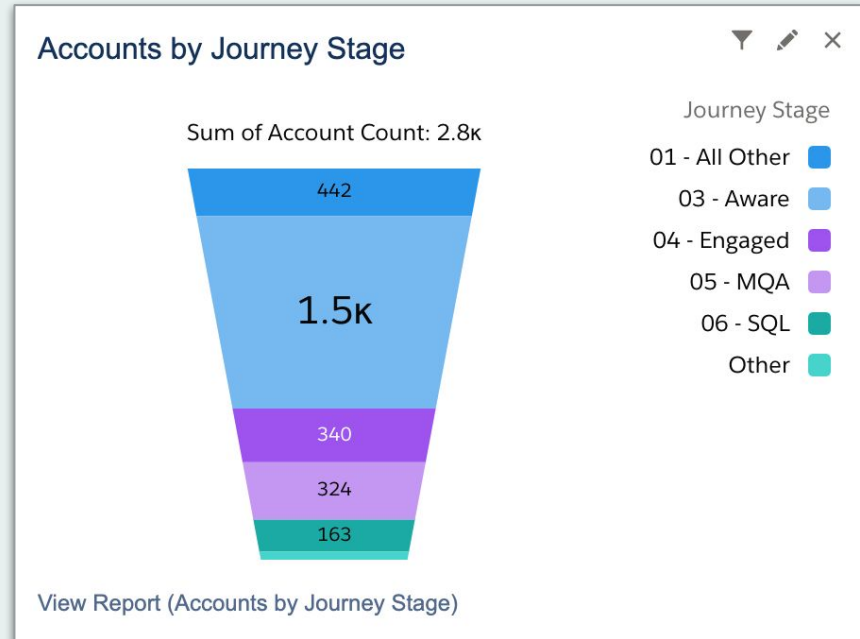 Accounts by Journey Stage
Sum of Account Count: 2.8K
442
1.5K
340
324
163
Journey Stage
01 - All Other
03 - Aware
04 - Engaged
05 - MQA
06 - SQL
Other
View Report (Accounts by Journey Stage)